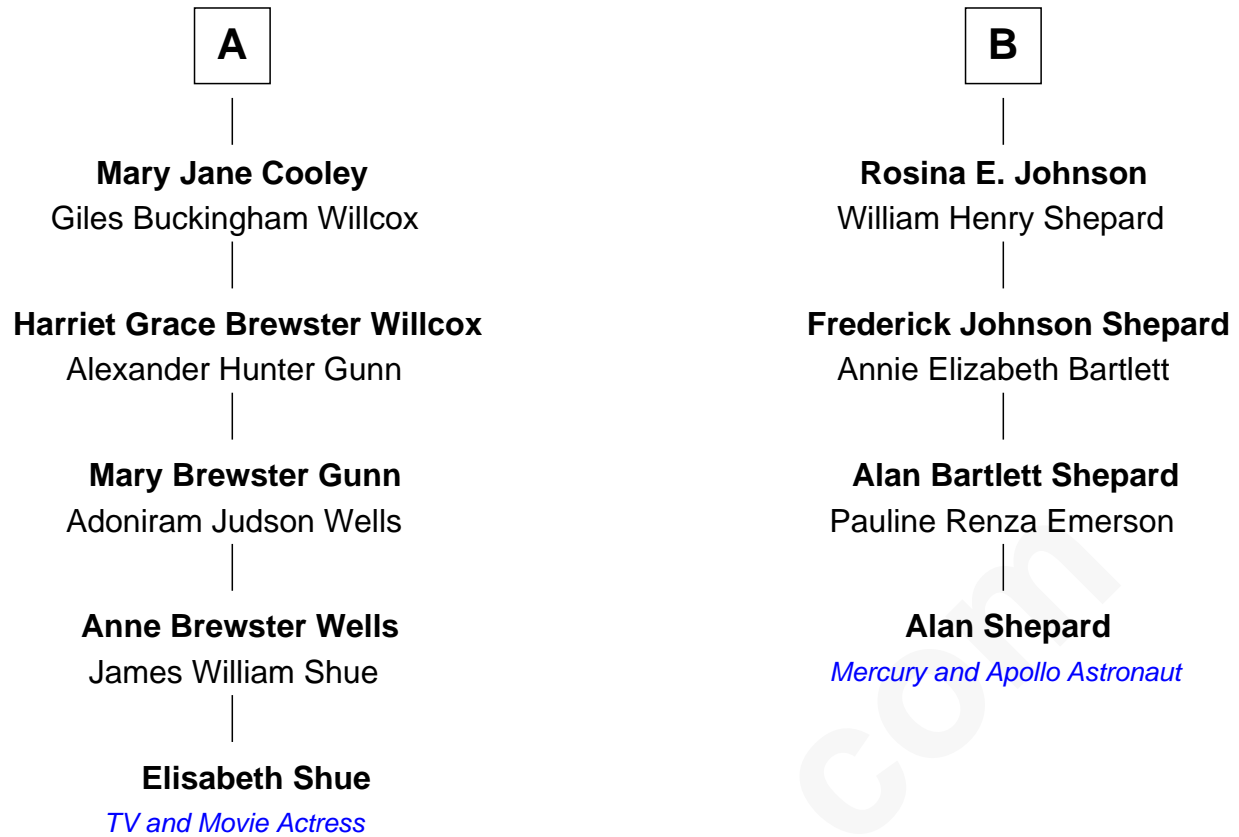 A
Mary Jane Cooley
Giles Buckingham Willcox
Harriet Grace Brewster Willcox
Alexander Hunter Gunn
Mary Brewster Gunn
Adoniram Judson Wells
Anne Brewster Wells
James William Shue
Elisabeth Shue
TV and Movie Actress
B
Rosina E. Johnson
William Henry Shepard
Frederick Johnson Shepard
Annie Elizabeth Bartlett
Alan Bartlett Shepard
Pauline Renza Emerson
Alan Shepard
Mercury and Apollo Astronaut
com